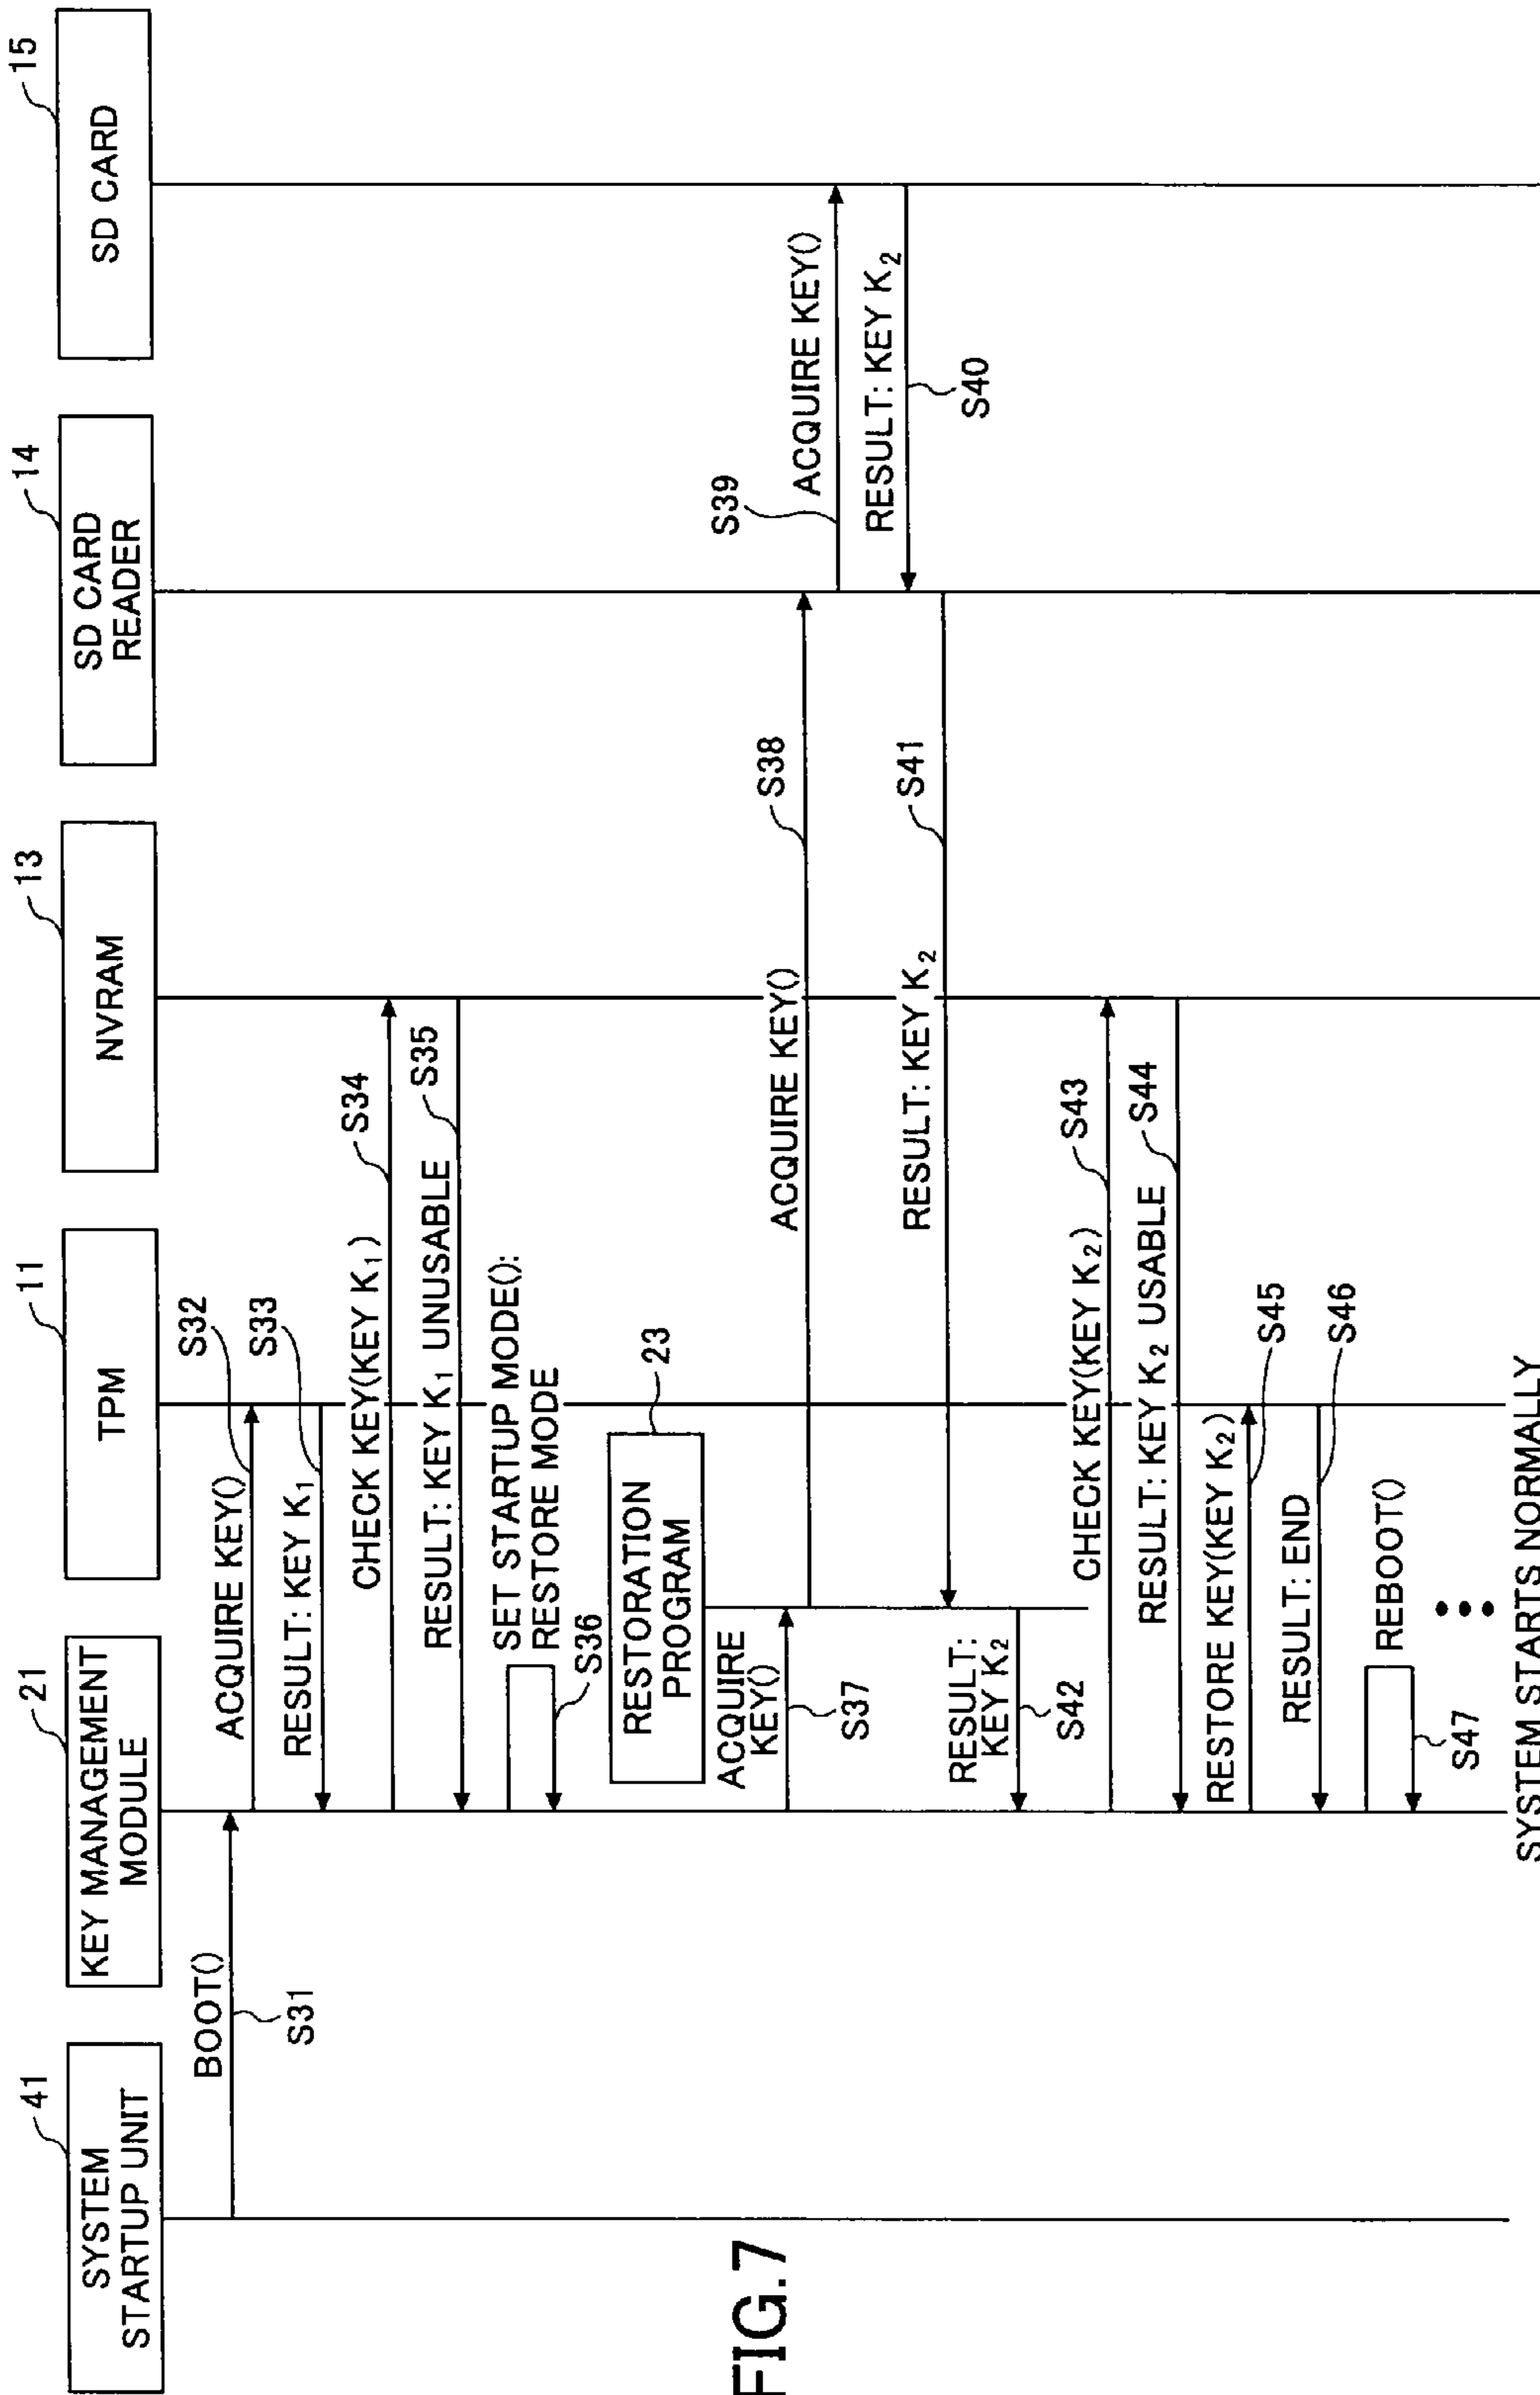 FIG.7
41
SYSTEM
STARTUP UNIT
21
KEY MANAGEMENT
MODULE
11
TPM
13
NVRAM
14
SD CARD
READER
15
SD CARD
BOOT()
S31
ACQUIRE KEY()
S32
RESULT: KEY K₁
S33
CHECK KEY(KEY K₁)
S34
RESULT: KEY K₁ UNUSABLE
S35
SET STARTUP MODE():
RESTORE MODE
S36
23
RESTORATION
PROGRAM
ACQUIRE
KEY()
S37
ACQUIRE KEY()
S38
S39
ACQUIRE KEY()
RESULT: KEY K₂
S40
RESULT: KEY K₂
S41
RESULT:
KEY K₂
S42
CHECK KEY(KEY K₂)
S43
RESULT: KEY K₂ USABLE
S44
RESTORE KEY(KEY K₂)
S45
RESULT: END
S46
REBOOT()
S47
SYSTEM STARTS NORMALLY